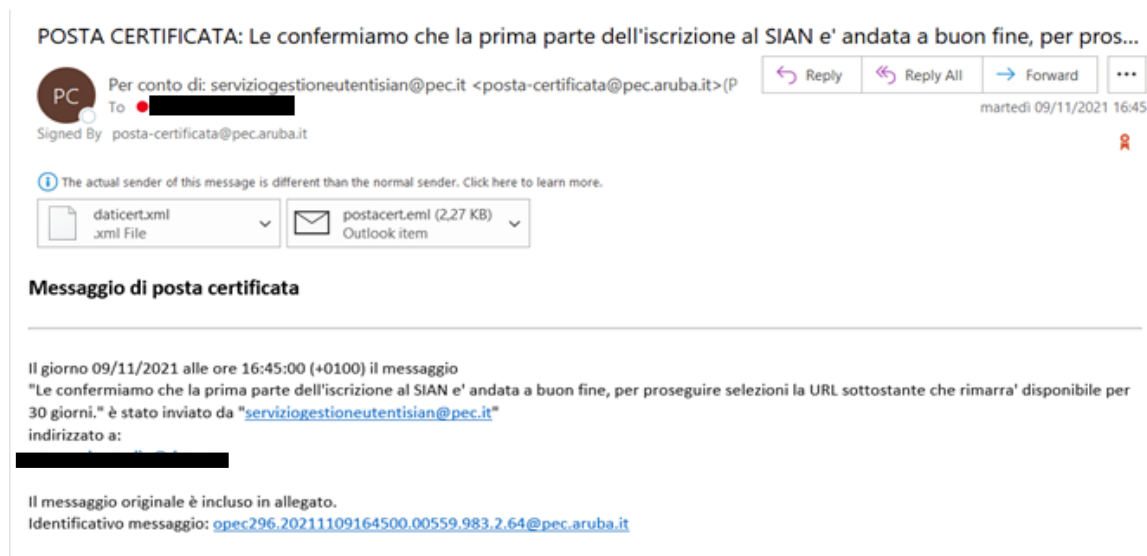 POSTA CERTIFICATA: Le confermiamo che la prima parte dell'iscrizione al SIAN e' andata a buon fine, per pros...
PC
Per conto di: serviziogestioneutentisian@pec.it <posta-certificata@pec.aruba.it>(P
Reply
Reply All
Forward
To
martedì 09/11/2021 16:45
Signed By posta-certificata@pec.aruba.it
The actual sender of this message is different than the normal sender. Click here to learn more.
daticert.xml
.xml File
postacert.eml (2,27 KB)
Outlook item
Messaggio di posta certificata
Il giorno 09/11/2021 alle ore 16:45:00 (+0100) il messaggio
"Le confermiamo che la prima parte dell'iscrizione al SIAN e' andata a buon fine, per proseguire selezioni la URL sottostante che rimarra' disponibile per
30 giorni." è stato inviato da "serviziogestioneutentisian@pec.it"
indirizzato a:
Il messaggio originale è incluso in allegato.
Identificativo messaggio: opec296.20211109164500.00559.983.2.64@pec.aruba.it